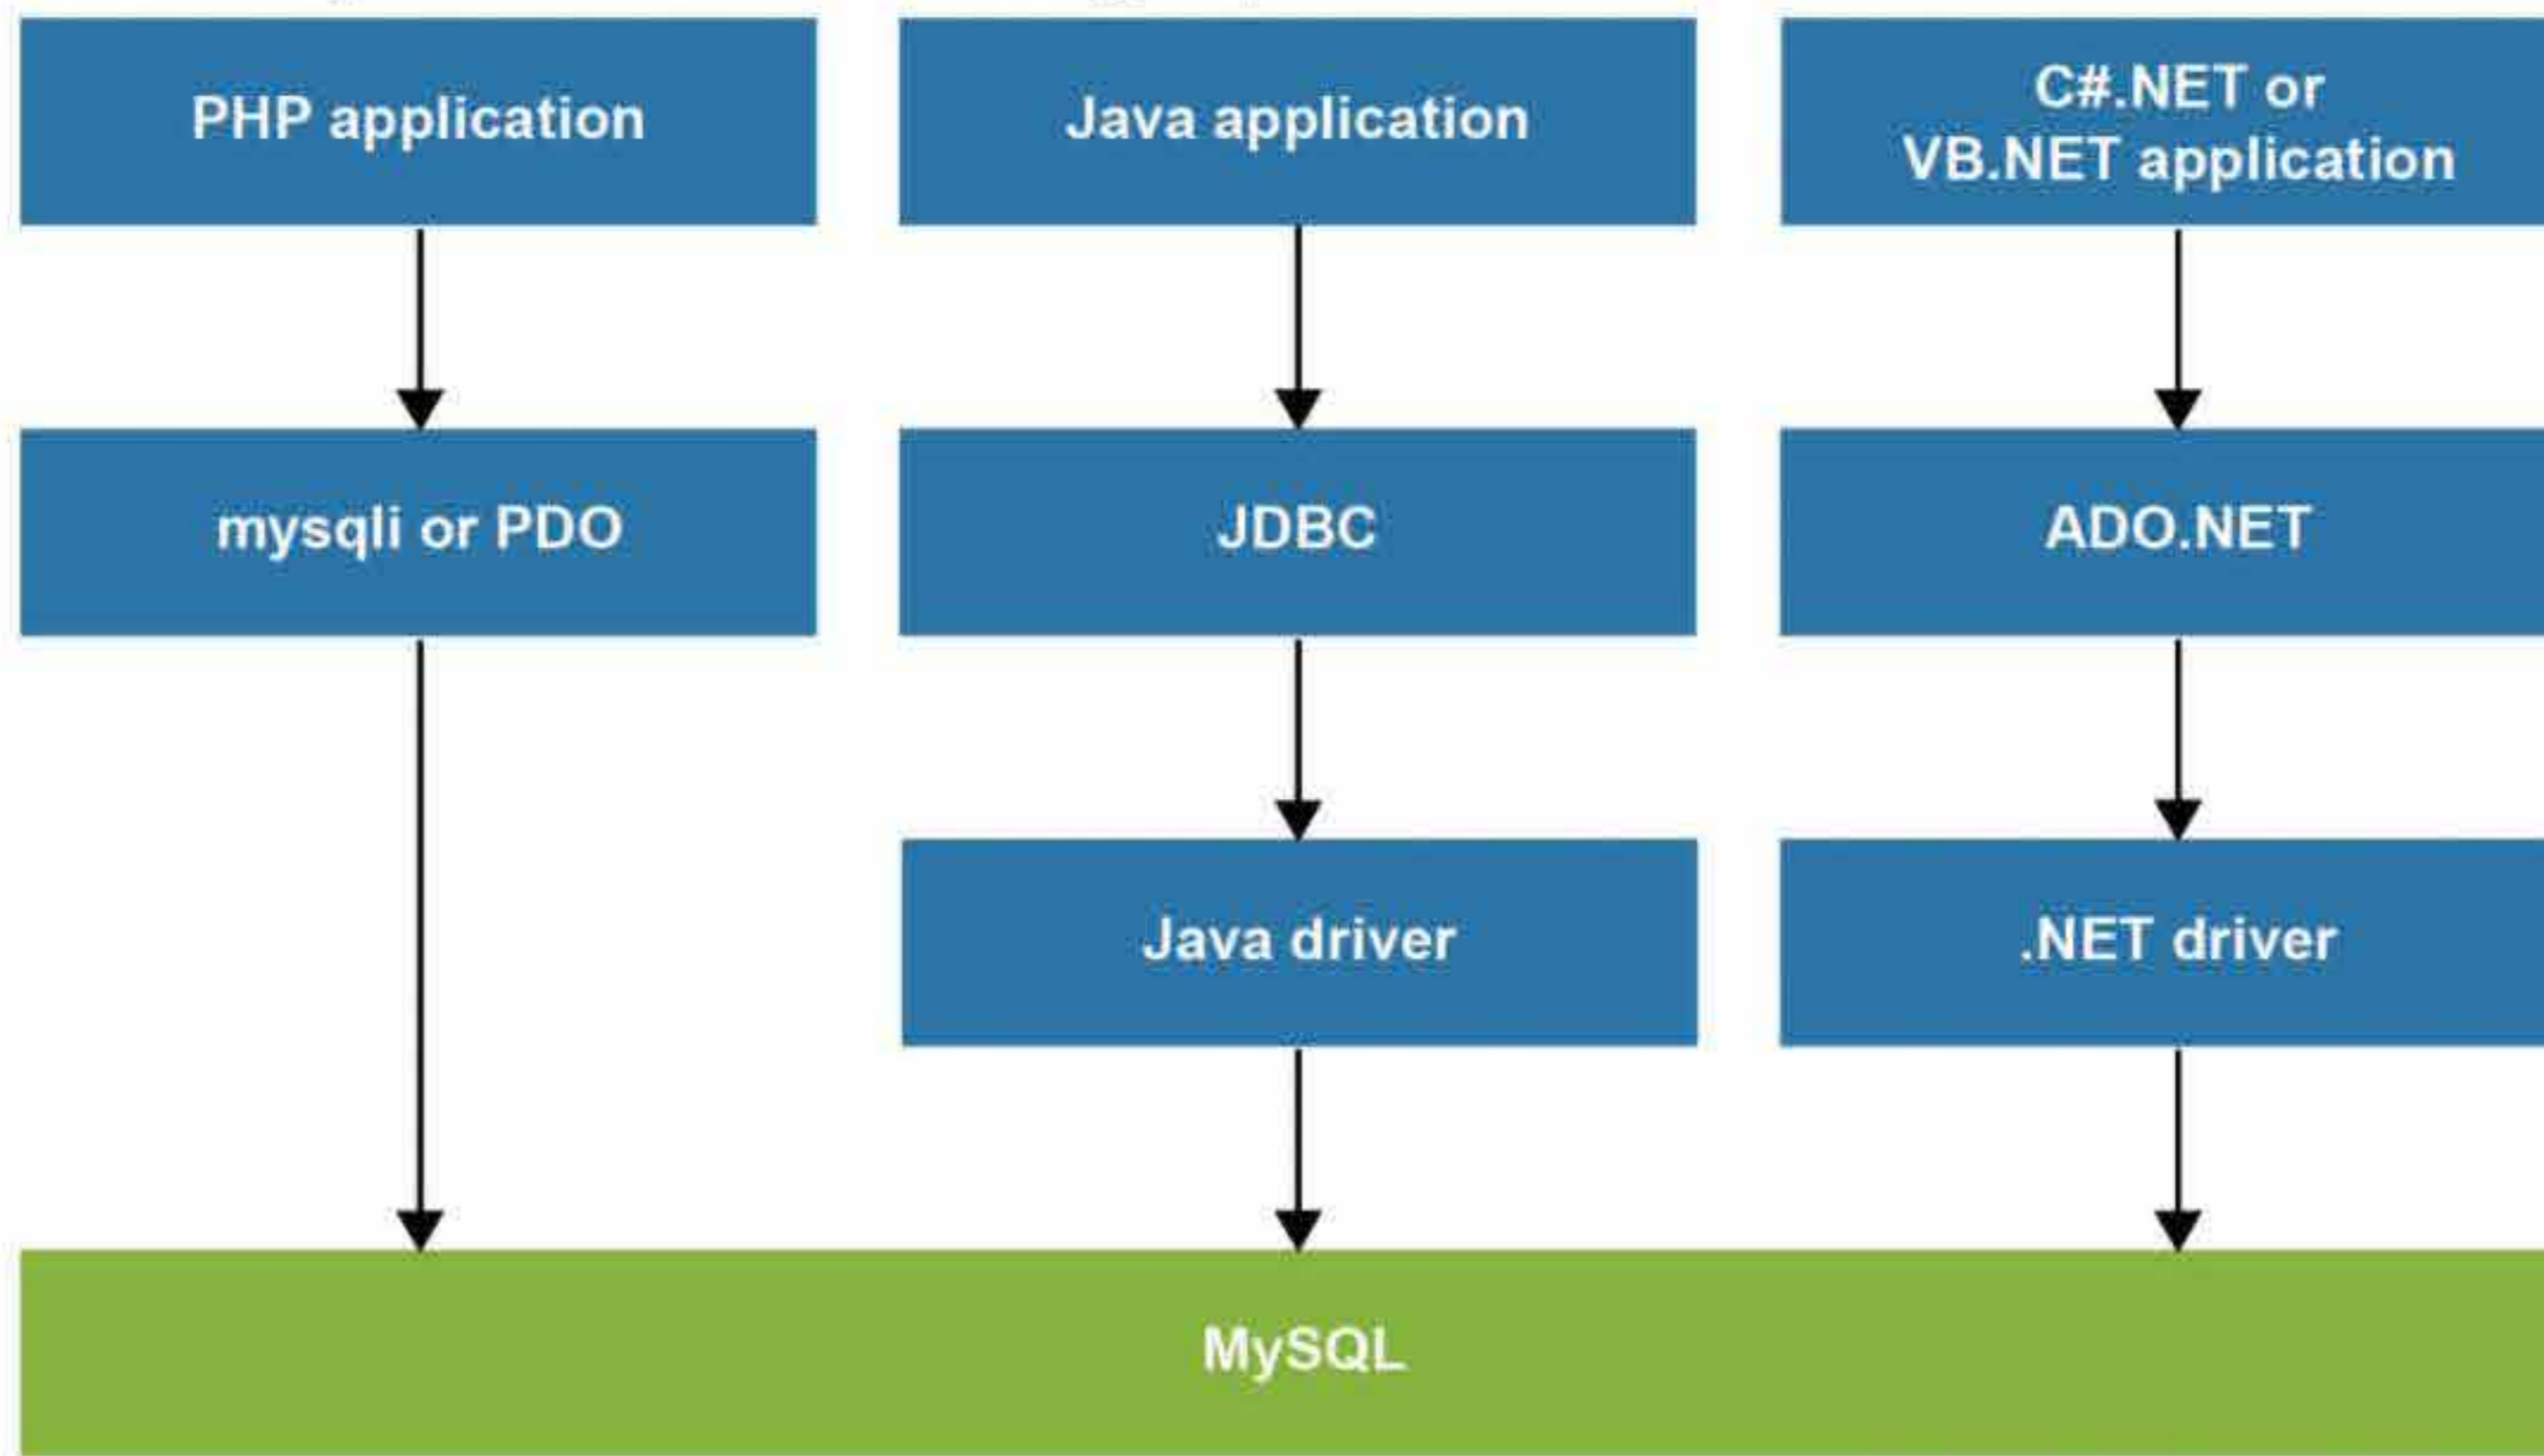 PHP application
Java application
C#.NET or
VB.NET application
mysqli or PDO
JDBC
ADO.NET
Java driver
.NET driver
MySQL